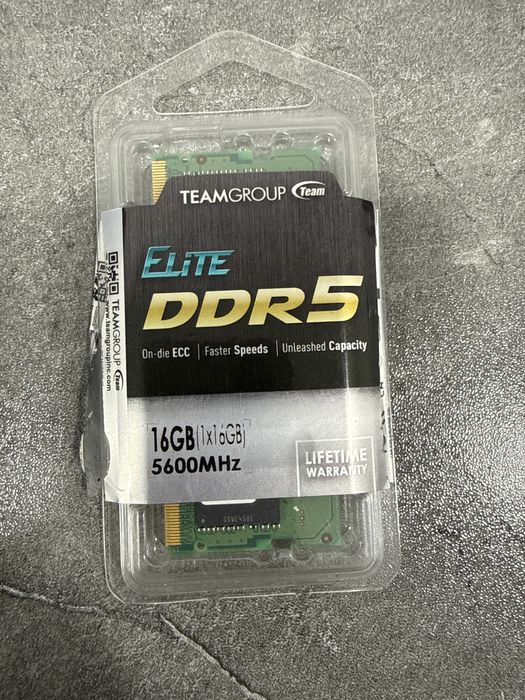 TEAMGROUP Team
ELiTE
DDR5
On-die ECC | Faster Speeds | Unleashed Capacity
16GB(1x16GB)
5600MHz
LIFETIME
WARRANTY
TEAMGROUP Team
www.teamgroupinc.com